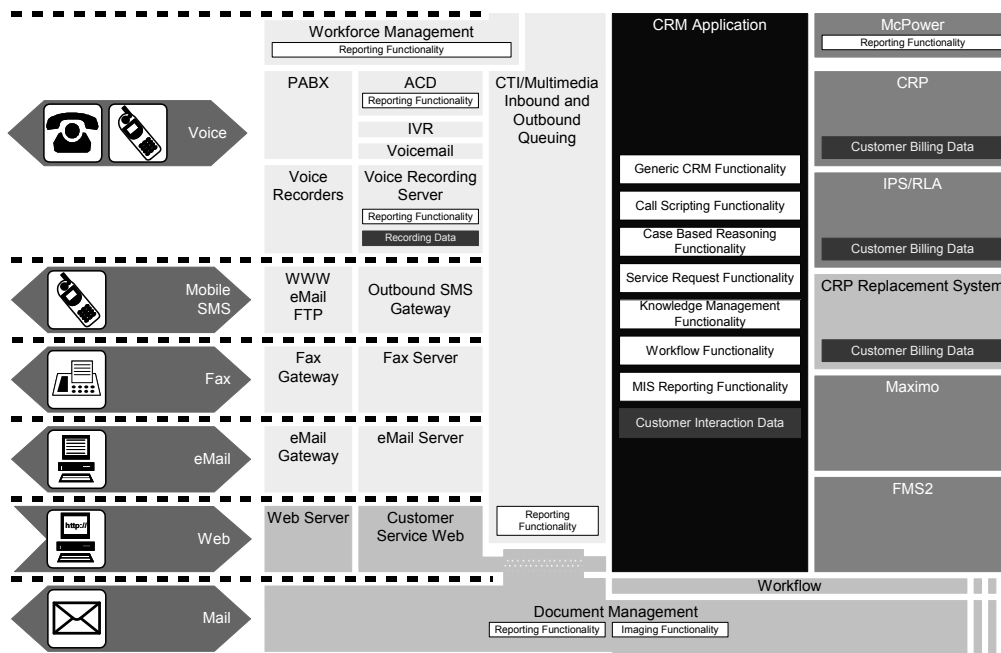 Workforce Management
Reporting Functionality
CRM Application
McPower
Reporting Functionality
Voice
PABX
ACD
Reporting Functionality
IVR
Voicemail
Voice
Recorders
Voice Recording
Server
Reporting Functionality
Recording Data
CTI/Multimedia
Inbound and
Outbound
Queuing
Reporting
Functionality
Generic CRM Functionality
Call Scripting Functionality
Case Based Reasoning
Functionality
Service Request Functionality
Knowledge Management
Functionality
Workflow Functionality
MIS Reporting Functionality
Customer Interaction Data
CRP
Customer Billing Data
IPS/RLA
Customer Billing Data
CRP Replacement System
Customer Billing Data
Maximo
FMS2
Mobile
SMS
WWW
eMail
FTP
Outbound SMS
Gateway
Fax
Fax
Gateway
Fax Server
eMail
eMail
Gateway
eMail Server
http://
Web
Web Server
Customer
Service Web
Workflow
Mail
Document Management
Reporting Functionality
Imaging Functionality